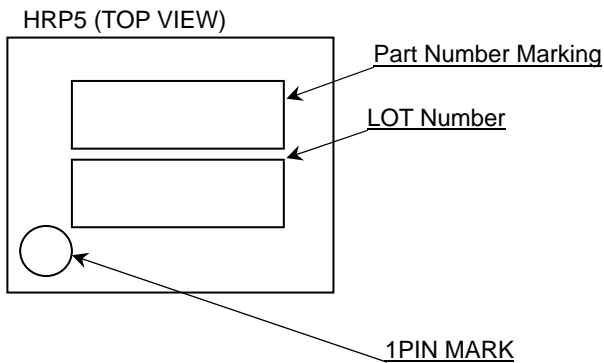 HRP5 (TOP VIEW)
Part Number Marking
LOT Number
1PIN MARK